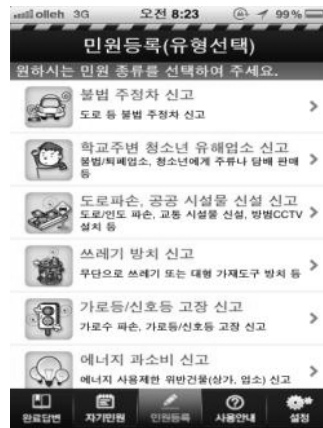 olleh 3G 오전 8:23 99%
민원등록(유형선택)
원하시는 민원 종류를 선택하여 주세요.
불법 주정차 신고
도로 등 불법 주정차 신고
학교주변 청소년 유해업소 신고
불법/퇴폐업소, 청소년에게 주류나 담배 판매
등
도로파손, 공공 시설물 신설 신고
도로/인도 파손, 교통 시설물 신설, 방범CCTV
설치 등
쓰레기 방치 신고
무단으로 쓰레기 또는 대형 가재도구 방치 등
가로등/신호등 고장 신고
가로수 파손, 가로등/신호등 고장 신고
에너지 과소비 신고
에너지 사용제한 위반건물(상가, 업소) 신고
완료답변 자기민원 민원등록 사용안내 설정